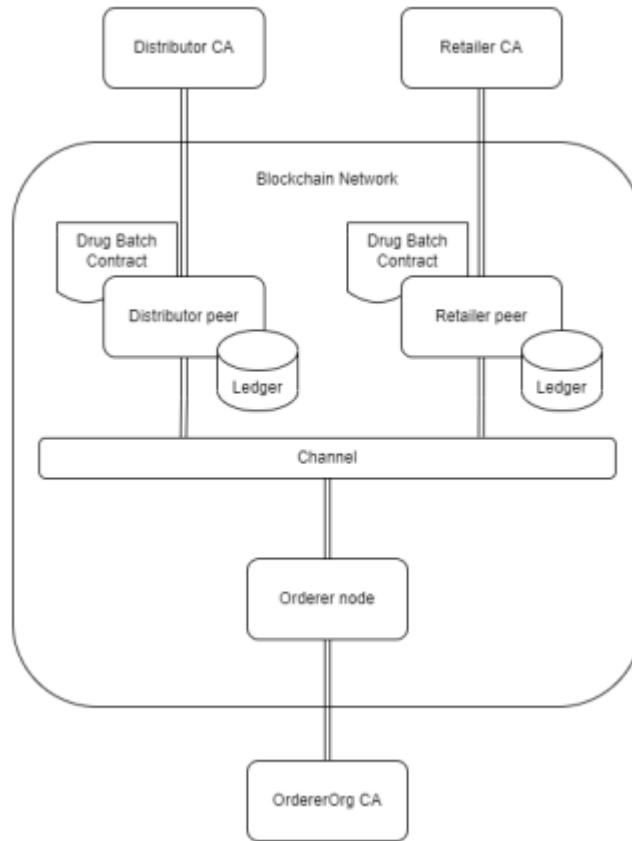 Distributor CA
Retailer CA
Blockchain Network
Drug Batch
Contract
Drug Batch
Contract
Distributor peer
Retailer peer
Ledger
Ledger
Channel
Orderer node
OrdererOrg CA